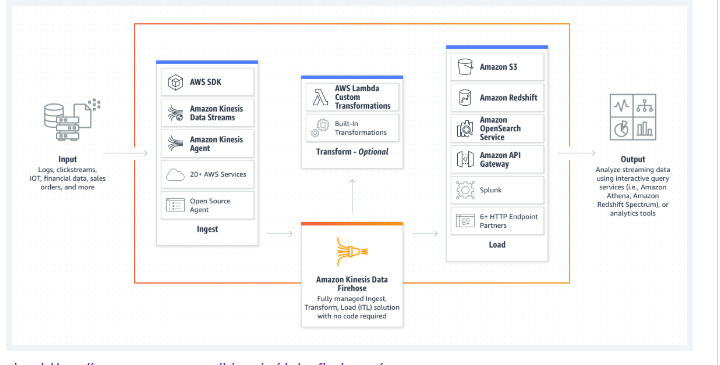 Input
Logs, clickstreams,
IOT, financial data, sales
orders, and more
AWS SDK
Amazon Kinesis
Data Streams
Amazon Kinesis
Agent
20+ AWS Services
Open Source
Agent
Ingest
AWS Lambda
Custom
Transformations
Built-In
Transformations
Transform - Optional
Amazon Kinesis Data
Firehose
Fully managed Ingest,
Transform, Load (ITL) solution
with no code required
Amazon S3
Amazon Redshift
Amazon
OpenSearch
Service
Amazon API
Gateway
Splunk
6+ HTTP Endpoint
Partners
Load
Output
Analyze streaming data
using interactive query
services (i.e., Amazon
Athena, Amazon
Redshift Spectrum), or
analytics tools